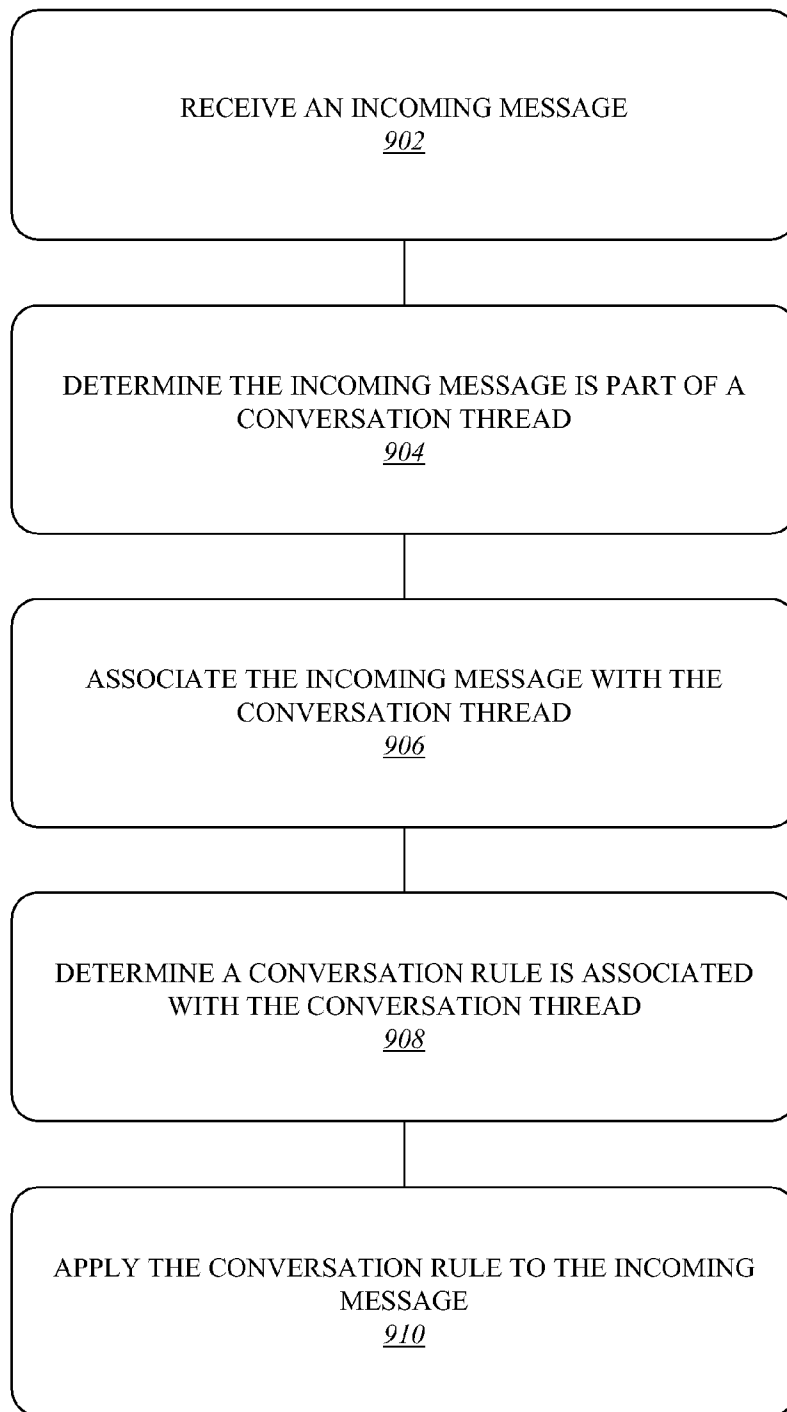 RECEIVE AN INCOMING MESSAGE
902
DETERMINE THE INCOMING MESSAGE IS PART OF A
CONVERSATION THREAD
904
ASSOCIATE THE INCOMING MESSAGE WITH THE
CONVERSATION THREAD
906
DETERMINE A CONVERSATION RULE IS ASSOCIATED
WITH THE CONVERSATION THREAD
908
APPLY THE CONVERSATION RULE TO THE INCOMING
MESSAGE
910